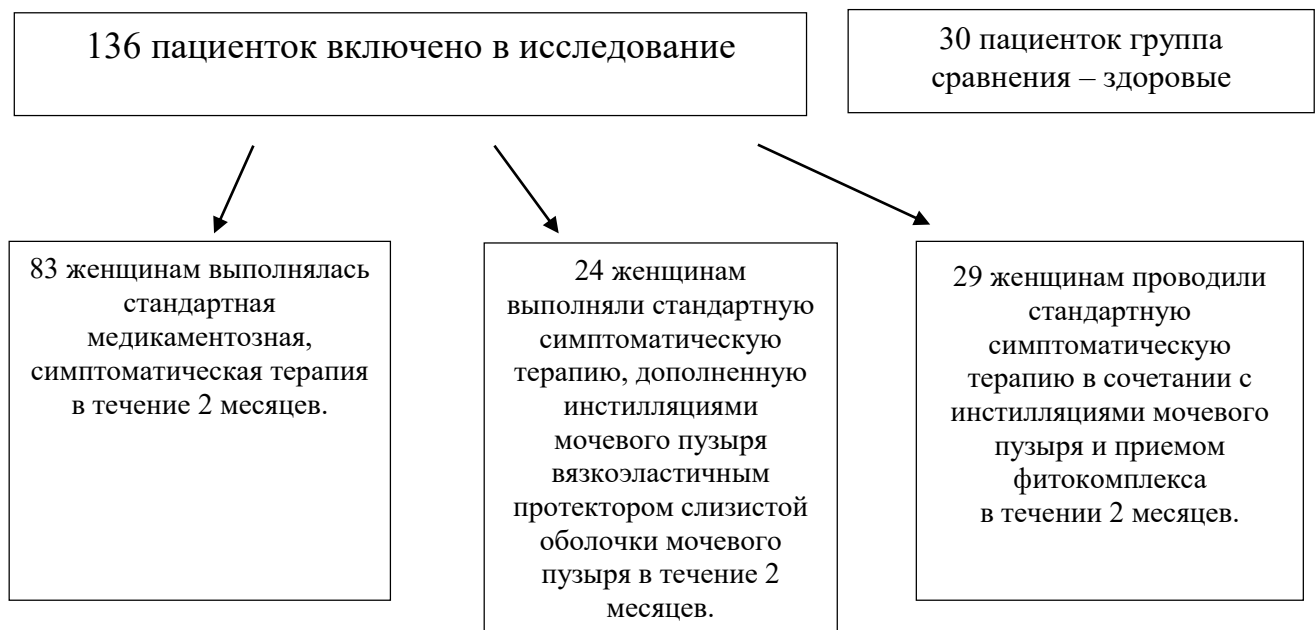 136 пациенток включено в исследование
30 пациенток группа
сравнения – здоровые
83 женщинам выполнялась
стандартная
медикаментозная,
симптоматическая терапия
в течение 2 месяцев.
24 женщинам
выполняли стандартную
симптоматическую
терапию, дополненную
инстилляциями
мочевого пузыря
вязкоэластичным
протектором слизистой
оболочки мочевого
пузыря в течение 2
месяцев.
29 женщинам проводили
стандартную
симптоматическую
терапию в сочетании с
инстилляциями мочевого
пузыря и приемом
фитокомплекса
в течении 2 месяцев.